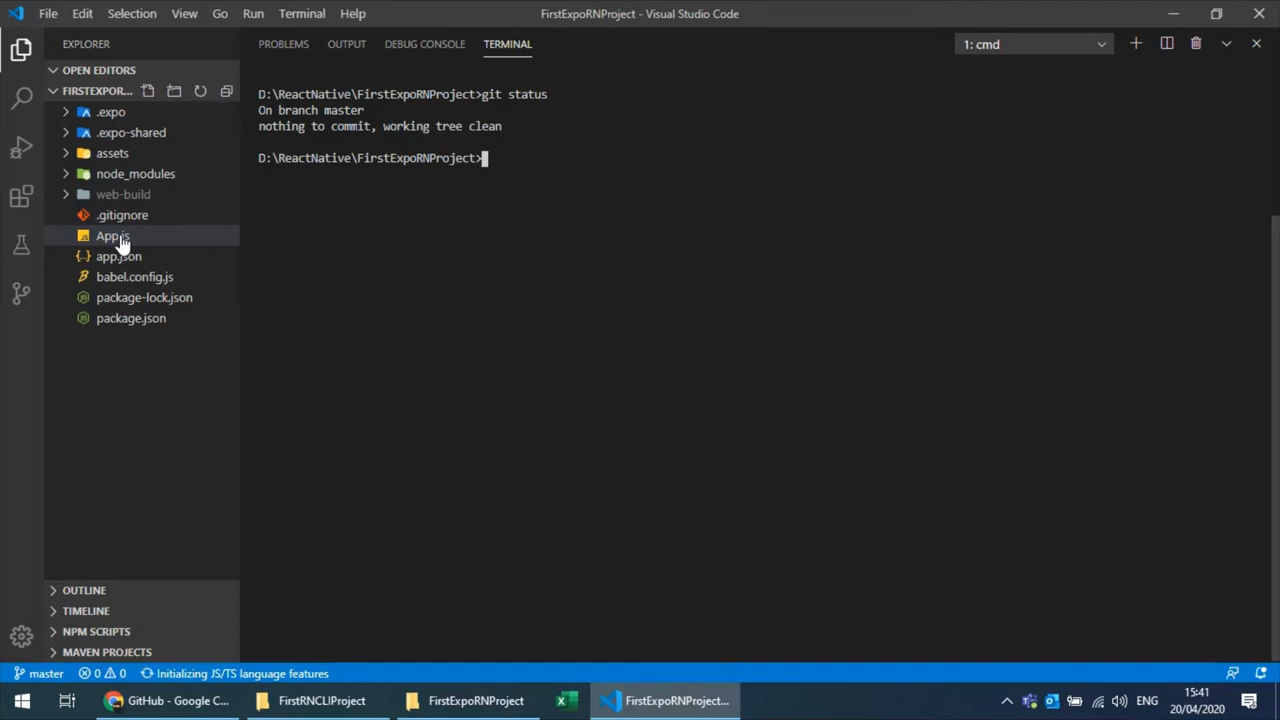 File Edit Selection View Go Run Terminal Help
FirstExpoRNProject - Visual Studio Code
EXPLORER
PROBLEMS OUTPUT DEBUG CONSOLE TERMINAL
1: cmd
OPEN EDITORS
FIRSTEXPOR...
.expo
.expo-shared
assets
node_modules
web-build
.gitignore
App.js
app.json
babel.config.js
package-lock.json
package.json
D:\ReactNative\FirstExpoRNProject>git status
On branch master
nothing to commit, working tree clean
D:\ReactNative\FirstExpoRNProject>
OUTLINE
TIMELINE
NPM SCRIPTS
MAVEN PROJECTS
master 0 0 Initializing JS/TS language features
GitHub - Google C...
FirstRNCLIProject
FirstExpoRNProject
FirstExpoRNProject...
ENG
15:41
20/04/2020